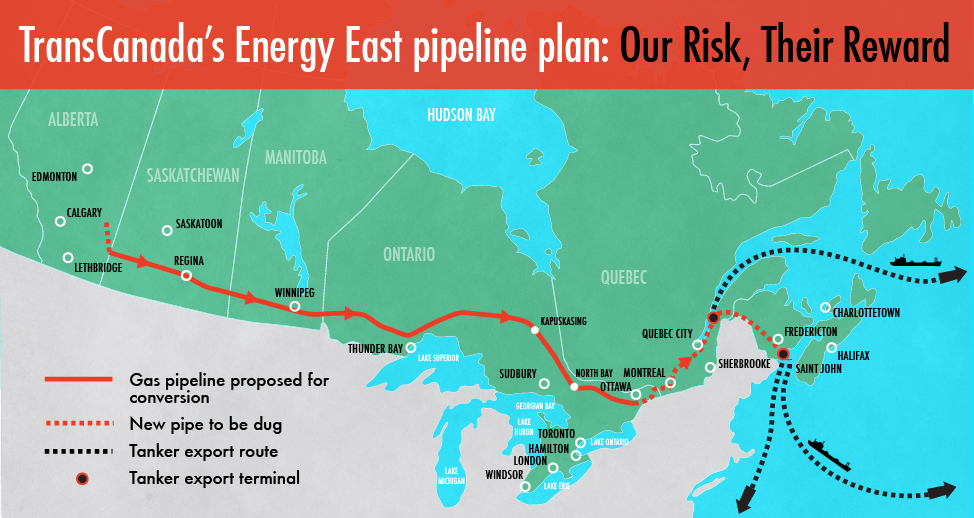 TransCanada's Energy East pipeline plan: Our Risk, Their Reward
HUDSON BAY
ALBERTA
MANITOBA
SASKATCHEWAN
EDMONTON
CALGARY
SASKATOON
ONTARIO
QUEBEC
LETHBRIDGE
REGINA
WINNIPEG
KAPUSKASING
CHARLOTTETOWN
QUEBEC CITY
FREDERICTON
THUNDER BAY
LAKE SUPERIOR
HALIFAX
SHERBROOKE
SAINT JOHN
SUDBURY
NORTH BAY
MONTREAL
OTTAWA
GEORGIAN BAY
LAKE
HURON
TORONTO
LAKE ONTARIO
HAMILTON
LONDON
WINDSOR
LAKE
MICHIGAN
LAKE ERIE
Gas pipeline proposed for
conversion
New pipe to be dug
Tanker export route
Tanker export terminal